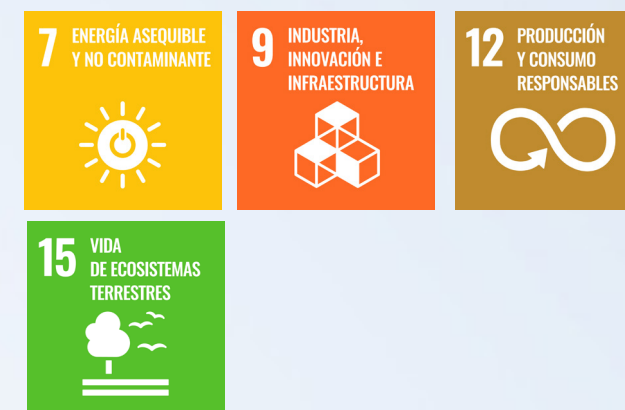 7 ENERGÍA ASEQUIBLE
Y NO CONTAMINANTE
9 INDUSTRIA,
INNOVACIÓN E
INFRAESTRUCTURA
12 PRODUCCIÓN
Y CONSUMO
RESPONSABLES
15 VIDA
DE ECOSISTEMAS
TERRESTRES